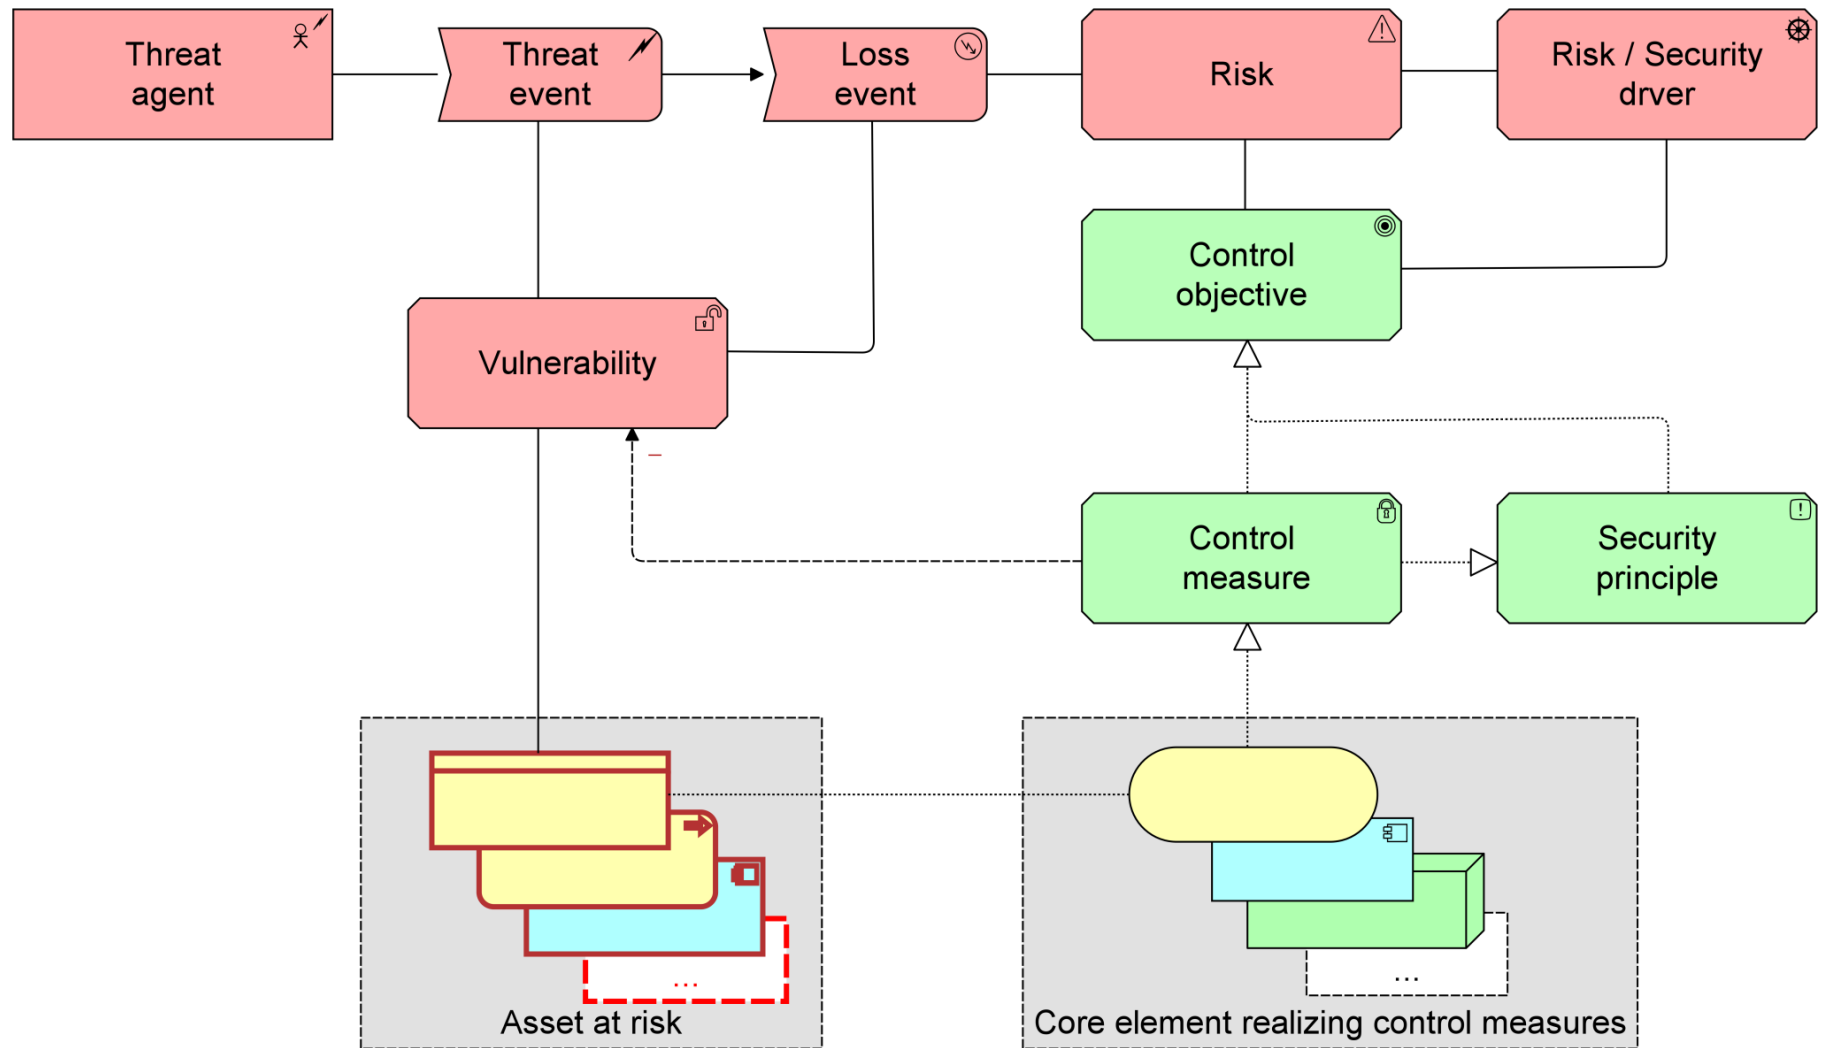 Threat
agent
Threat
event
Loss
event
Risk
Risk / Security
drver
Control
objective
Vulnerability
–
Control
measure
Security
principle
...
Asset at risk
...
Core element realizing control measures